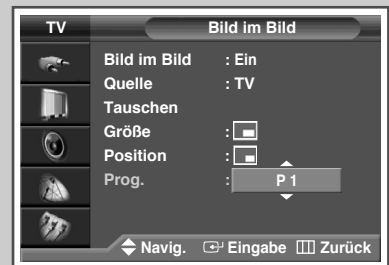 TV Bild im Bild
Bild im Bild : Ein
Quelle : TV
Tauschen
Größe :
Position :
Prog. : P 1
Navig. Eingabe Zurück